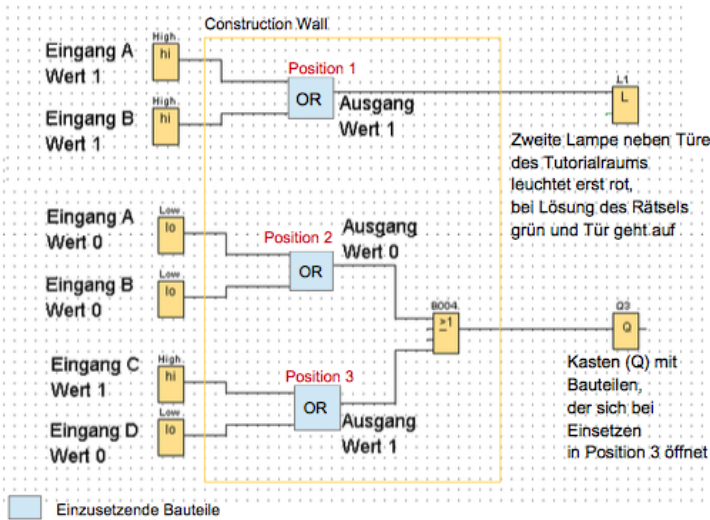 Construction Wall
Eingang A
Wert 1
High
hi
Position 1
OR
Ausgang
Wert 1
L1
L
Eingang B
Wert 1
High
hi
Zweite Lampe neben Türe
des Tutorialraums
leuchtet erst rot,
bei Lösung des Rätsels
grün und Tür geht auf
Eingang A
Wert 0
Low
lo
Position 2
OR
Ausgang
Wert 0
Eingang B
Wert 0
Low
lo
B004
≥1
Q3
Q
Eingang C
Wert 1
High
hi
Position 3
OR
Ausgang
Wert 1
Kasten (Q) mit
Bauteilen,
der sich bei
Einsetzen
in Position 3 öffnet
Eingang D
Wert 0
Low
lo
Einzusetzende Bauteile